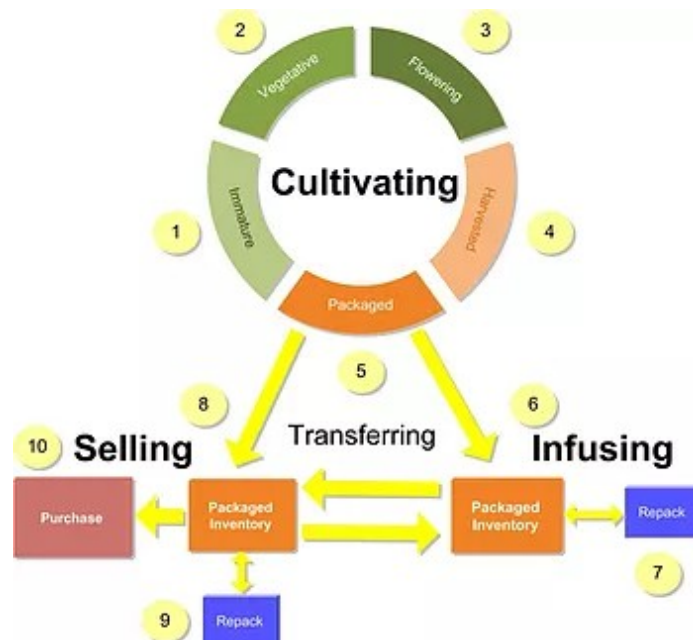 2
3
Vegetative
Flowering
Cultivating
1
Immature
Harvested
4
Packaged
5
8
6
Transferring
10
Selling
Infusing
Purchase
Packaged
Inventory
Packaged
Inventory
Repack
7
9
Repack